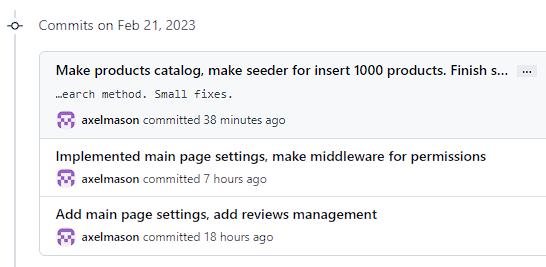 Commits on Feb 21, 2023
Make products catalog, make seeder for insert 1000 products. Finish s... ...
…earch method. Small fixes.
axelmason committed 38 minutes ago
Implemented main page settings, make middleware for permissions
axelmason committed 7 hours ago
Add main page settings, add reviews management
axelmason committed 18 hours ago